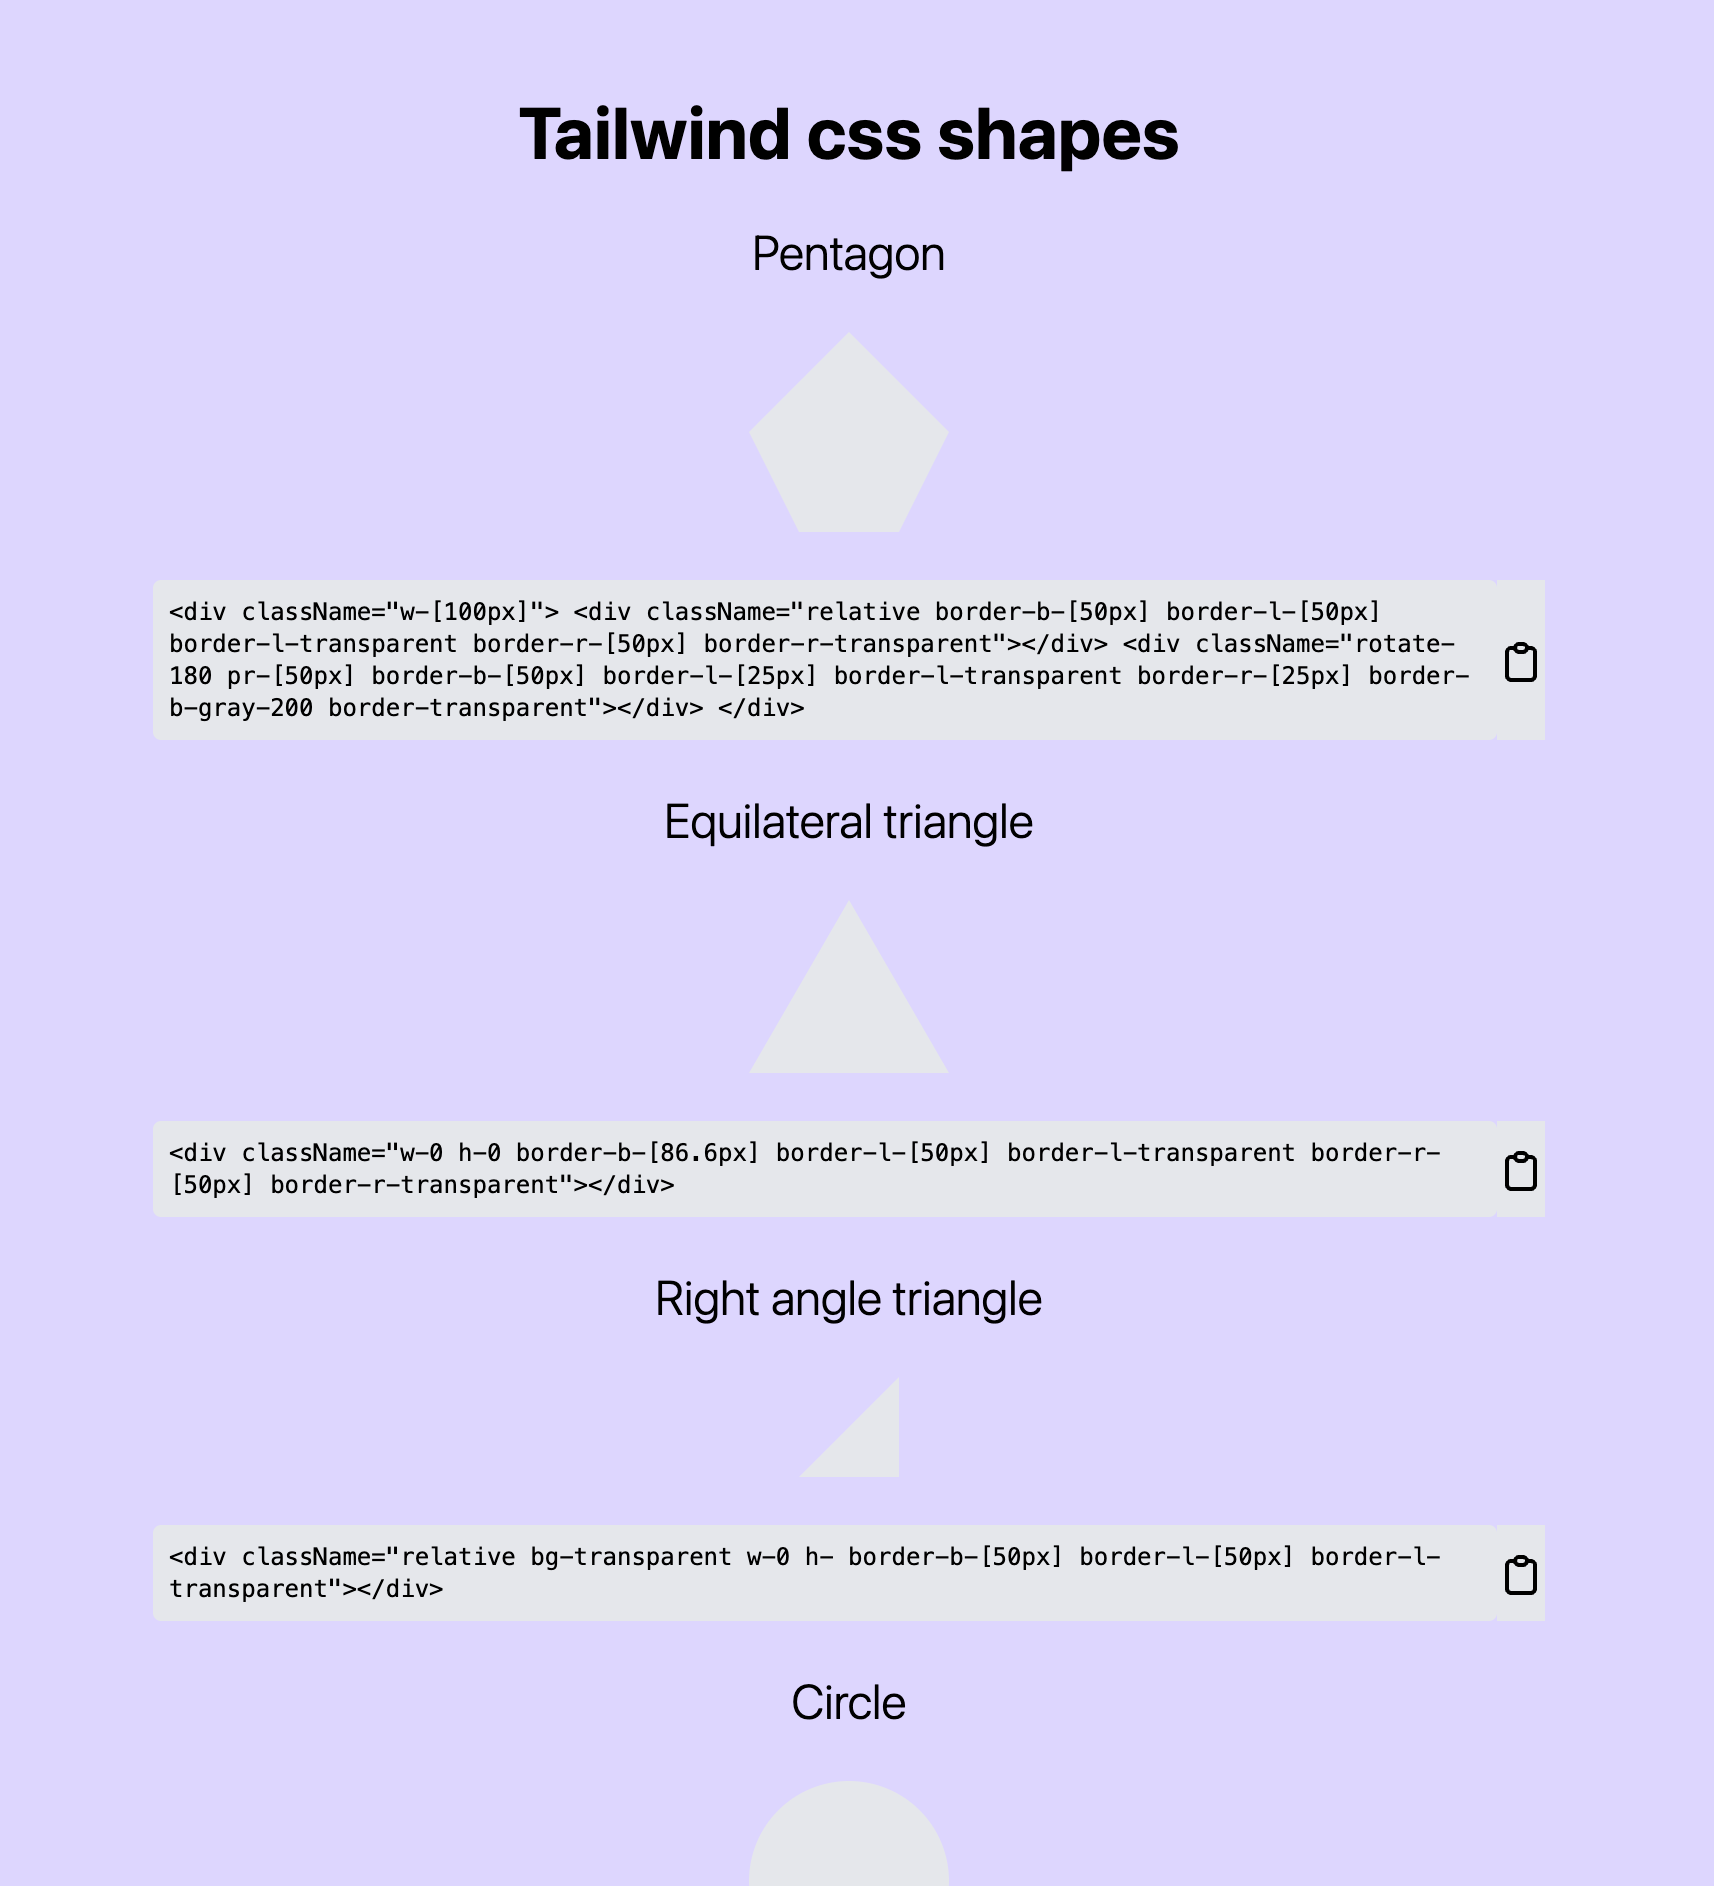 Tailwind css shapes
Pentagon
<div className="w-[100px]"> <div className="relative border-b-[50px] border-l-[50px]
border-l-transparent border-r-[50px] border-r-transparent"></div> <div className="rotate-
180 pr-[50px] border-b-[50px] border-l-[25px] border-l-transparent border-r-[25px] border-
b-gray-200 border-transparent"></div> </div>
Equilateral triangle
<div className="w-0 h-0 border-b-[86.6px] border-l-[50px] border-l-transparent border-r-
[50px] border-r-transparent"></div>
Right angle triangle
<div className="relative bg-transparent w-0 h- border-b-[50px] border-l-[50px] border-l-
transparent"></div>
Circle